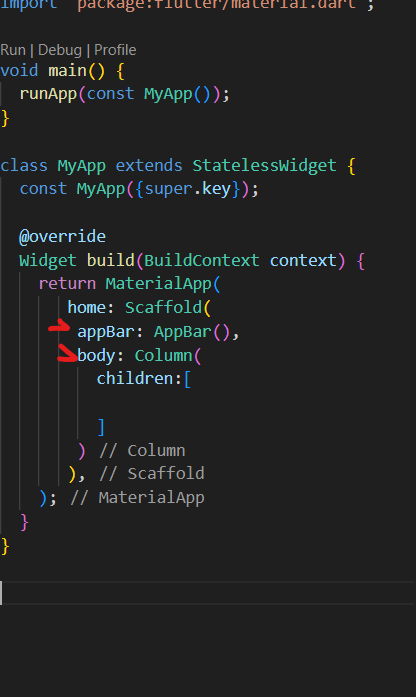 import 'package:flutter/material.dart';
Run | Debug | Profile
void main() {
  runApp(const MyApp());
}
class MyApp extends StatelessWidget {
  const MyApp({super.key});
  @override
  Widget build(BuildContext context) {
    return MaterialApp(
       home: Scaffold(
        appBar: AppBar(),
        body: Column(
          children:[
          ]
        ) // Column
       ), // Scaffold
    ); // MaterialApp
  }
}